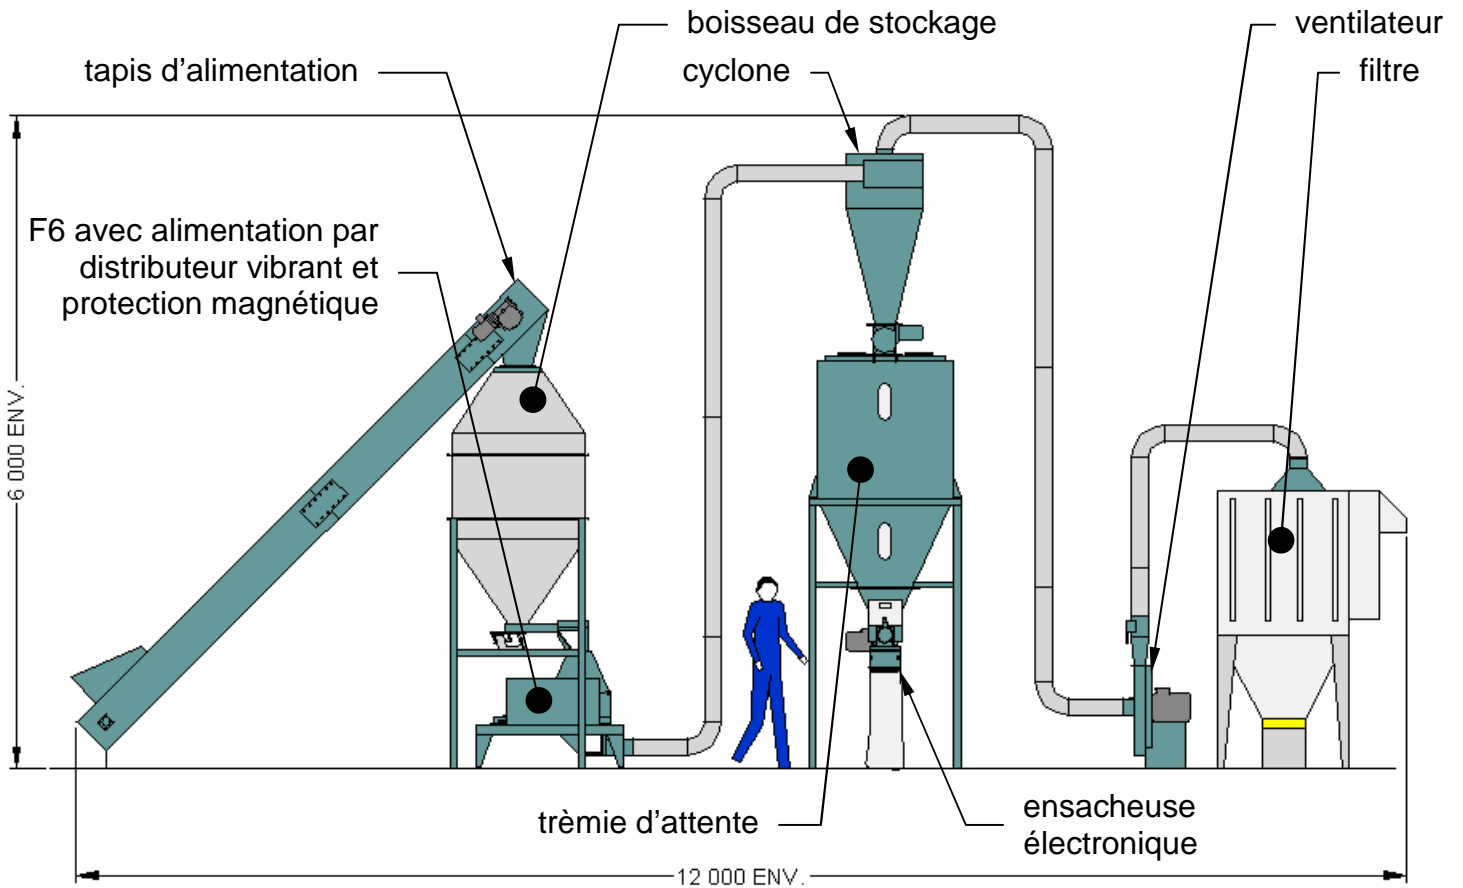 boisseau de stockage
ventilateur
tapis d'alimentation
cyclone
filtre
F6 avec alimentation par
distributeur vibrant et
protection magnétique
6 000 ENV.
trèmie d'attente
ensacheuse
électronique
12 000 ENV.